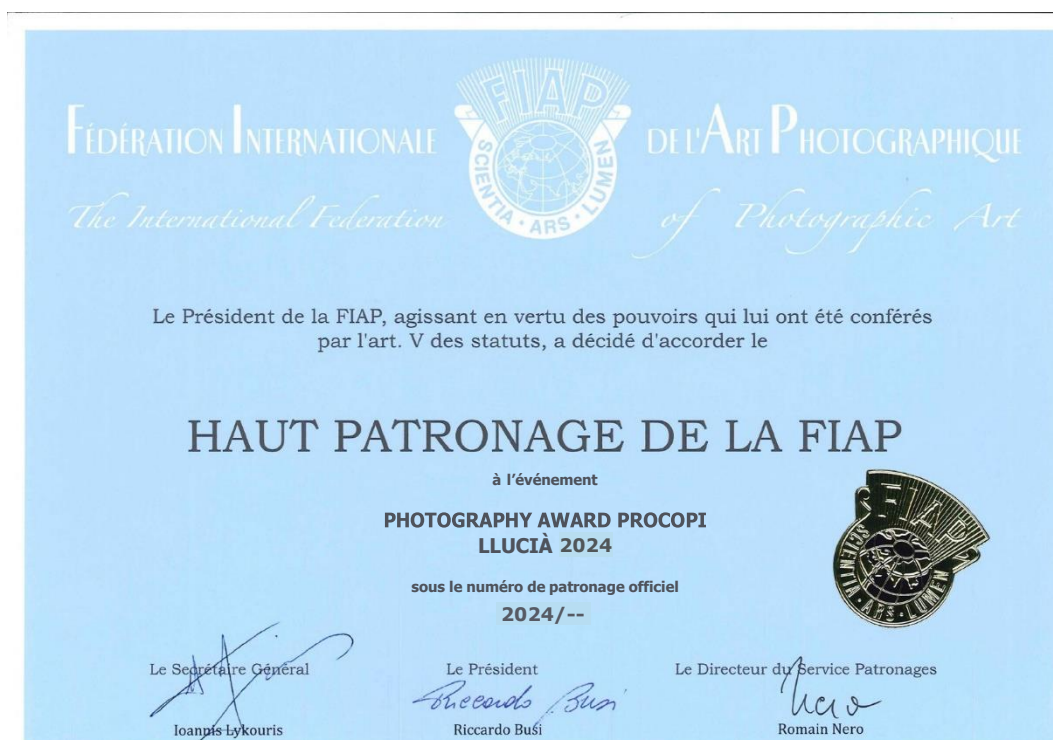 FÉDÉRATION INTERNATIONALE DE L'ART PHOTOGRAPHIQUE
FIAP
SCIENTIA · ARS · LUMEN
The International Federation of Photographic Art
Le Président de la FIAP, agissant en vertu des pouvoirs qui lui ont été conférés
par l'art. V des statuts, a décidé d'accorder le
HAUT PATRONAGE DE LA FIAP
à l'événement
PHOTOGRAPHY AWARD PROCOPI
LLUCIÀ 2024
sous le numéro de patronage officiel
2024/--
FIAP
SCIENTIA · ARS · LUMEN
Le Secrétaire Général
Le Président
Le Directeur du Service Patronages
Riccardo Busi
Nero
Ioannis Lykouris
Riccardo Busi
Romain Nero